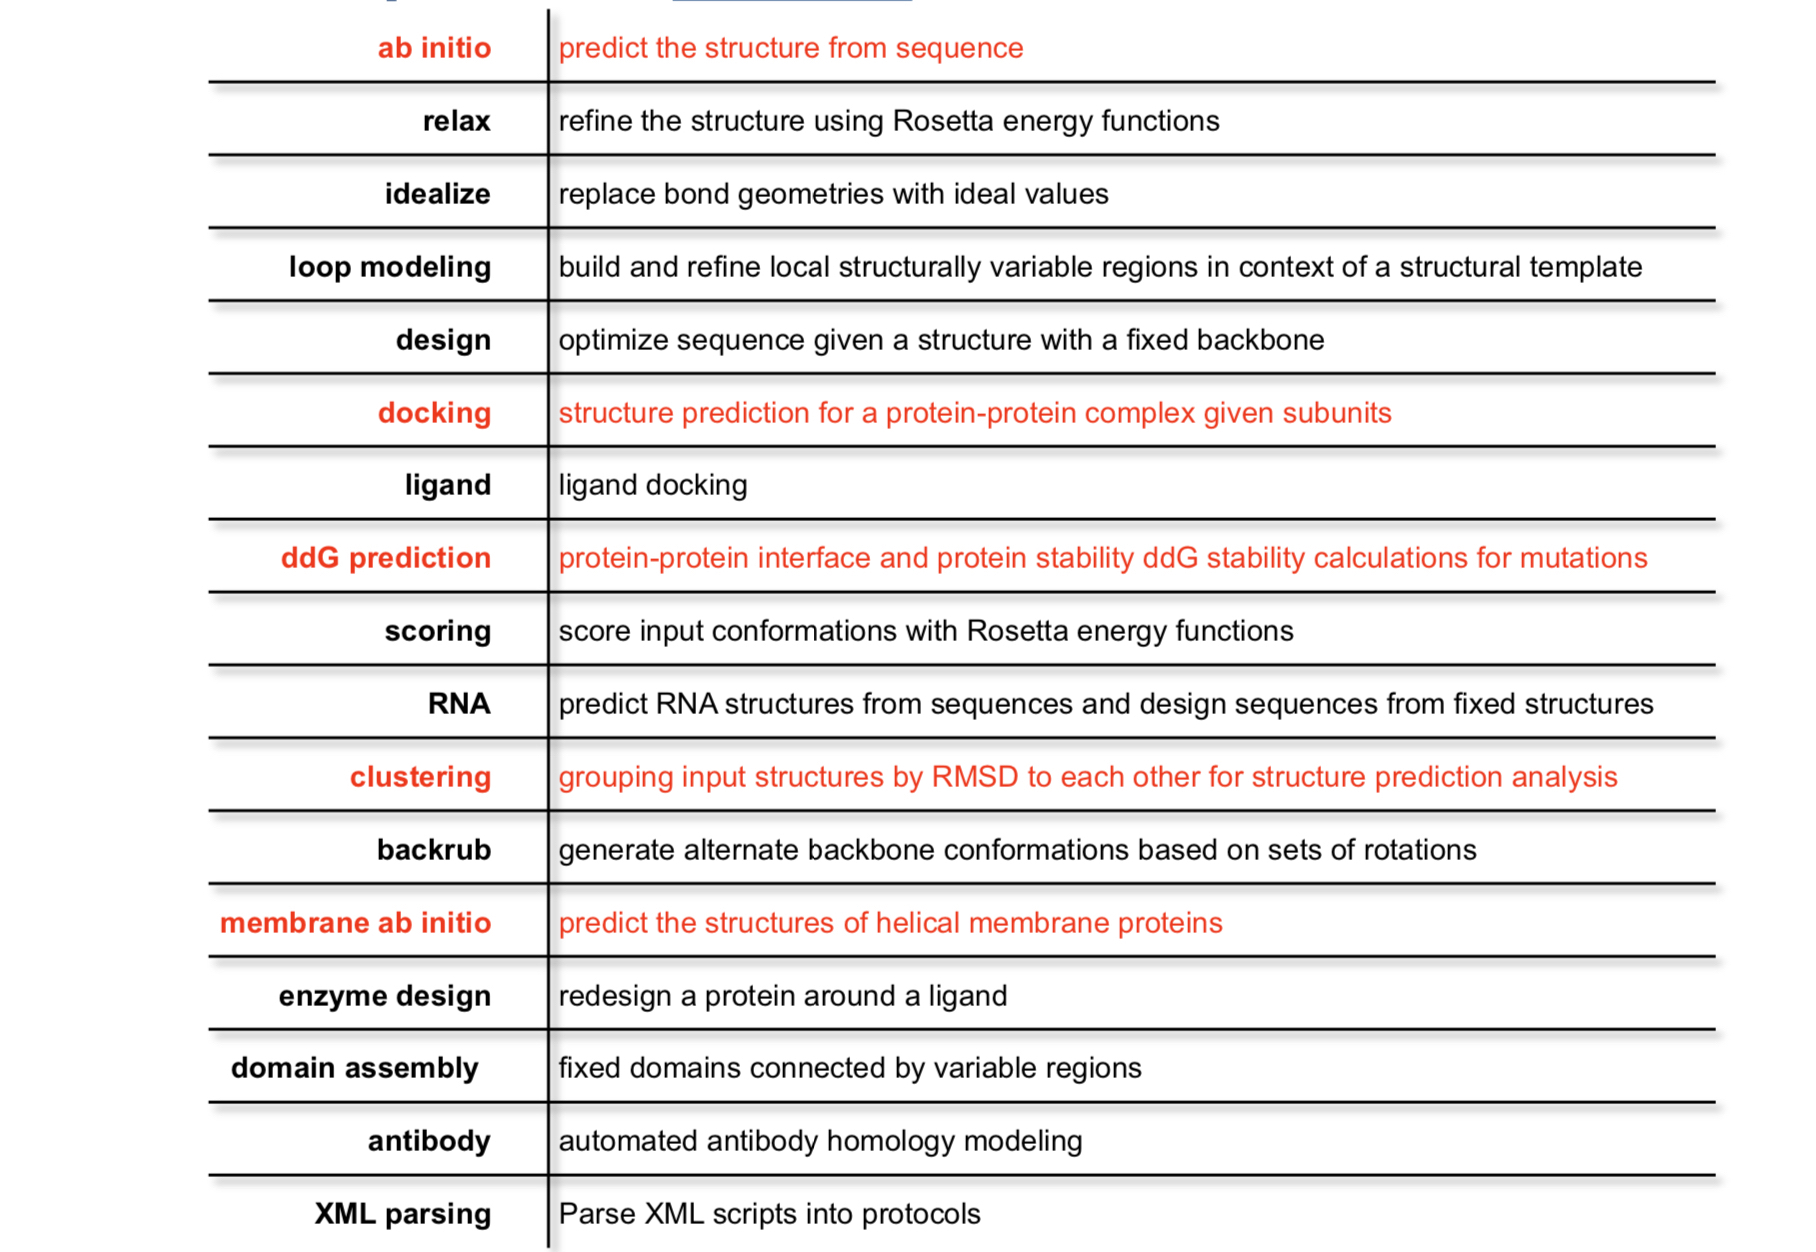 ab initio predict the structure from sequence
relax refine the structure using Rosetta energy functions
idealize replace bond geometries with ideal values
loop modeling build and refine local structurally variable regions in context of a structural template
design optimize sequence given a structure with a fixed backbone
docking structure prediction for a protein-protein complex given subunits
ligand ligand docking
ddG prediction protein-protein interface and protein stability ddG stability calculations for mutations
scoring score input conformations with Rosetta energy functions
RNA predict RNA structures from sequences and design sequences from fixed structures
clustering grouping input structures by RMSD to each other for structure prediction analysis
backrub generate alternate backbone conformations based on sets of rotations
membrane ab initio predict the structures of helical membrane proteins
enzyme design redesign a protein around a ligand
domain assembly fixed domains connected by variable regions
antibody automated antibody homology modeling
XML parsing Parse XML scripts into protocols